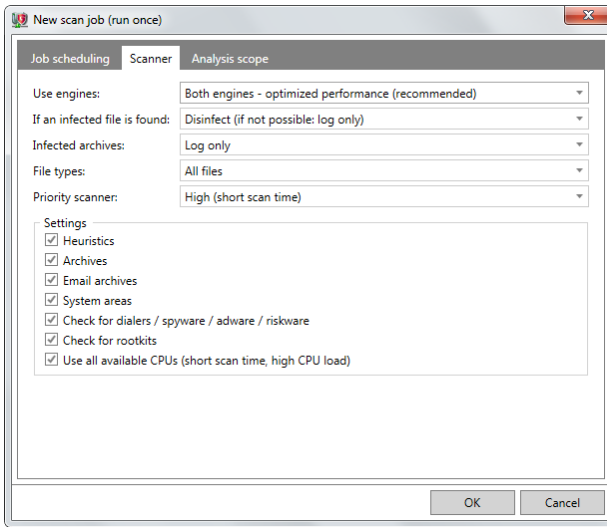 New scan job (run once)
Job scheduling Scanner Analysis scope
Use engines: Both engines - optimized performance (recommended)
If an infected file is found: Disinfect (if not possible: log only)
Infected archives: Log only
File types: All files
Priority scanner: High (short scan time)
Settings
Heuristics
Archives
Email archives
System areas
Check for dialers / spyware / adware / riskware
Check for rootkits
Use all available CPUs (short scan time, high CPU load)
OK Cancel